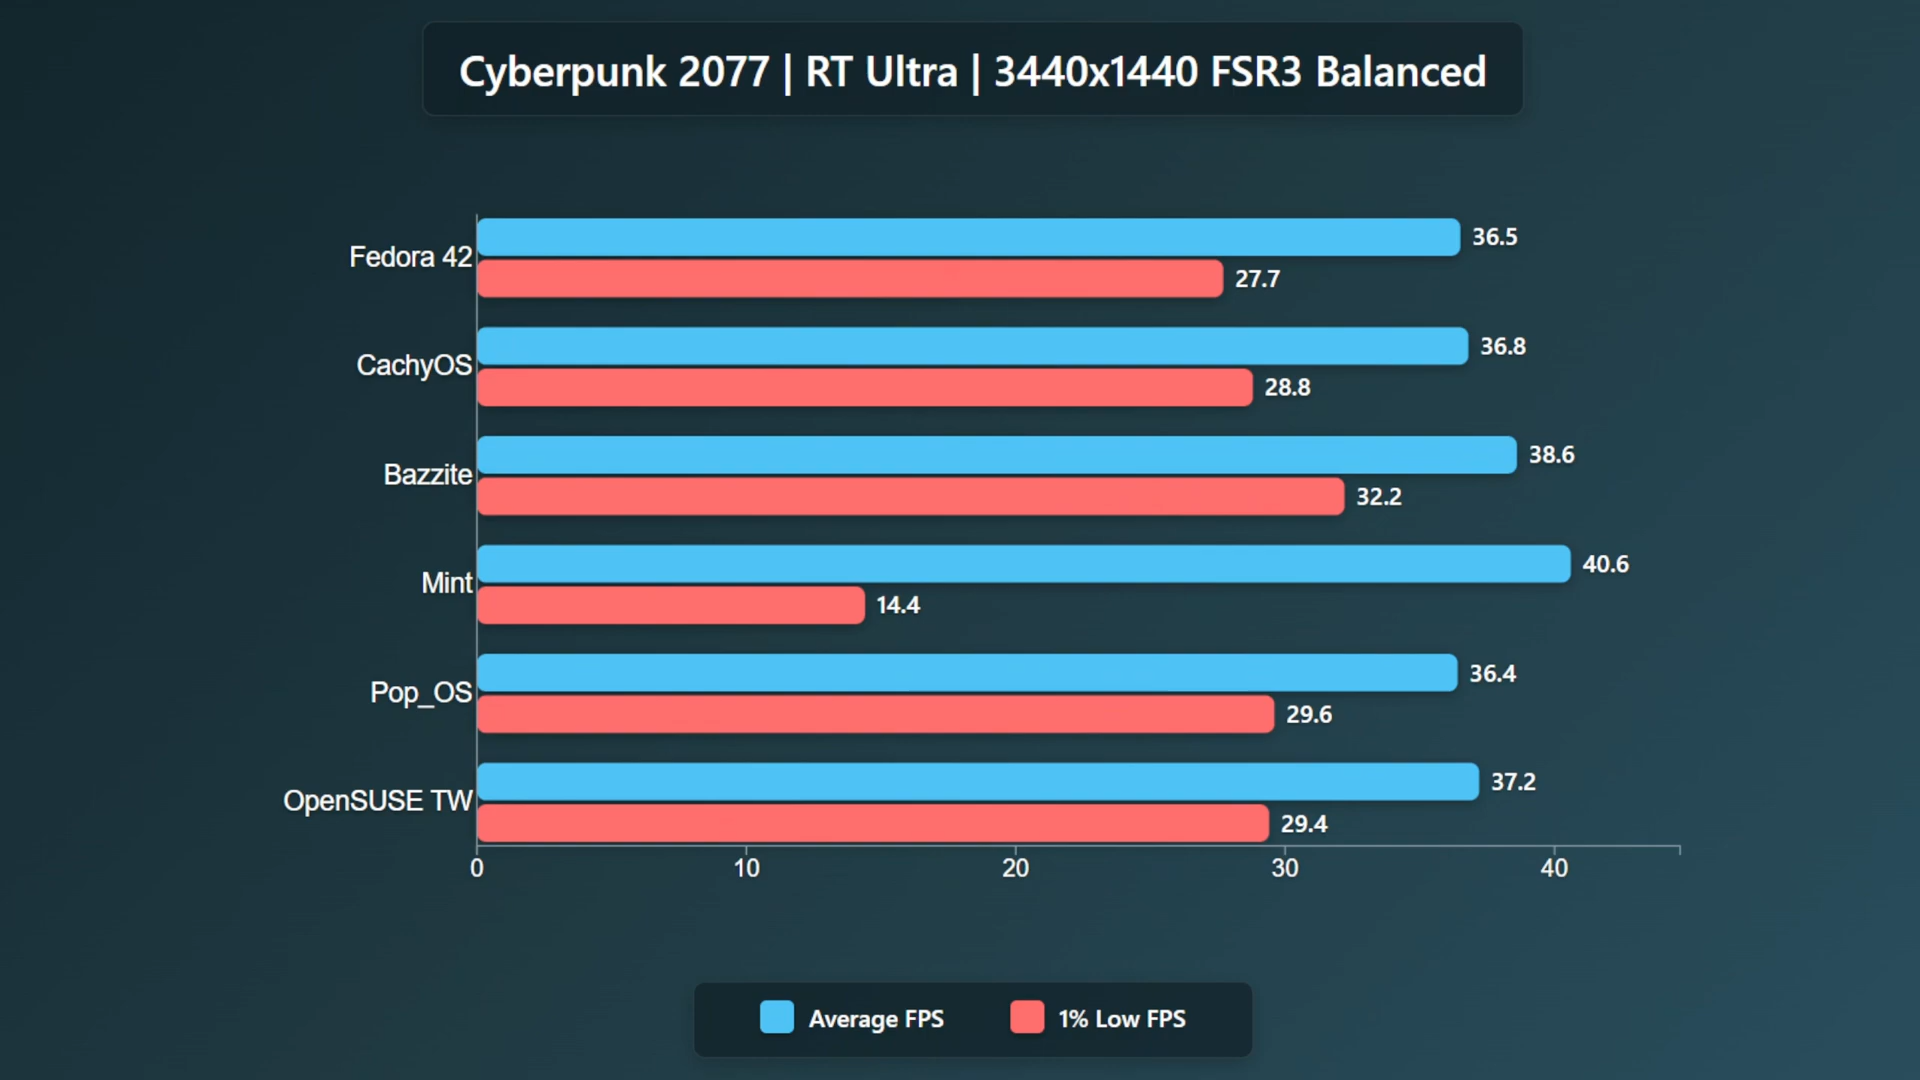 Cyberpunk 2077 | RT Ultra | 3440x1440 FSR3 Balanced
Fedora 42
36.5
27.7
CachyOS
36.8
28.8
Bazzite
38.6
32.2
Mint
40.6
14.4
Pop_OS
36.4
29.6
OpenSUSE TW
37.2
29.4
0 10 20 30 40
Average FPS 1% Low FPS